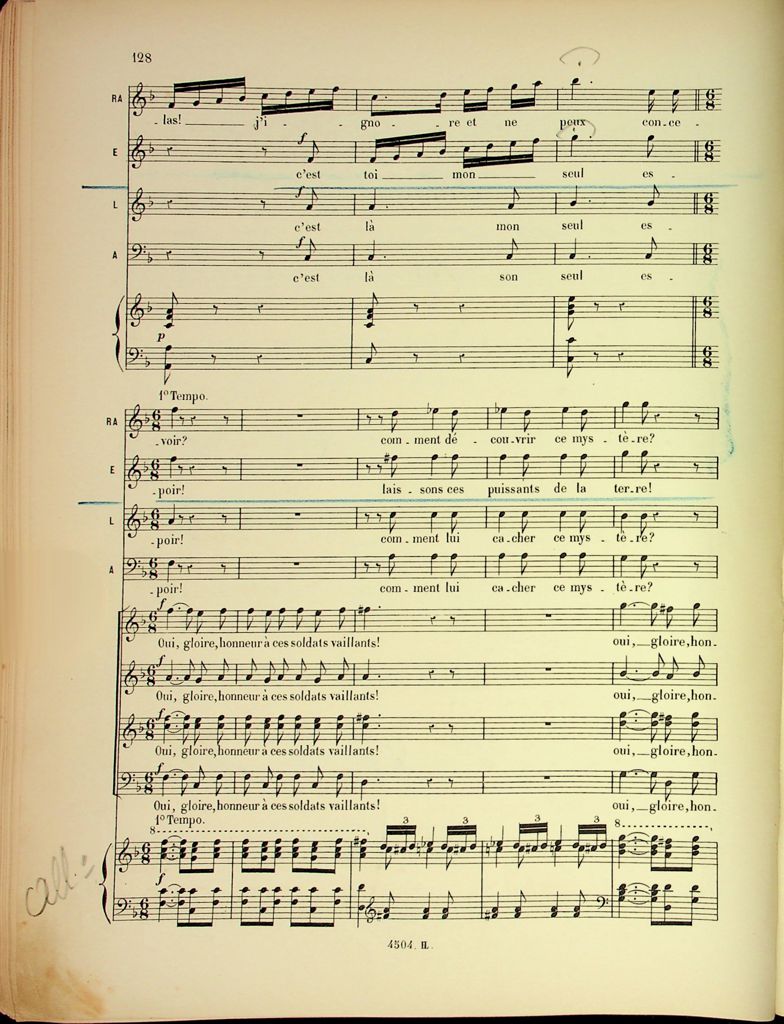 128
RA
- las! j'i - gno - re et ne peux con-ce -
E
f
c'est toi mon seul es -
L
f
c'est là mon seul es -
A
f
c'est là son seul es -
p
1º Tempo.
RA
- voir? com - ment dé - cou-vrir ce mys - tè-re?
E
- poir! lais - sons ces puissants de la ter-re!
L
- poir! com - ment lui ca-cher ce mys - tè-re?
A
- poir! com - ment lui ca-cher ce mys - tè-re?
f
Oui, gloire, honneur à ces soldats vaillants! oui, gloire, hon-
f
Oui, gloire, honneur à ces soldats vaillants! oui, gloire, hon-
f
Oui, gloire, honneur à ces soldats vaillants! oui, gloire, hon-
f
Oui, gloire, honneur à ces soldats vaillants! oui, gloire, hon-
1º Tempo.
8 3 3 3 3 8
f
call
4504. H.